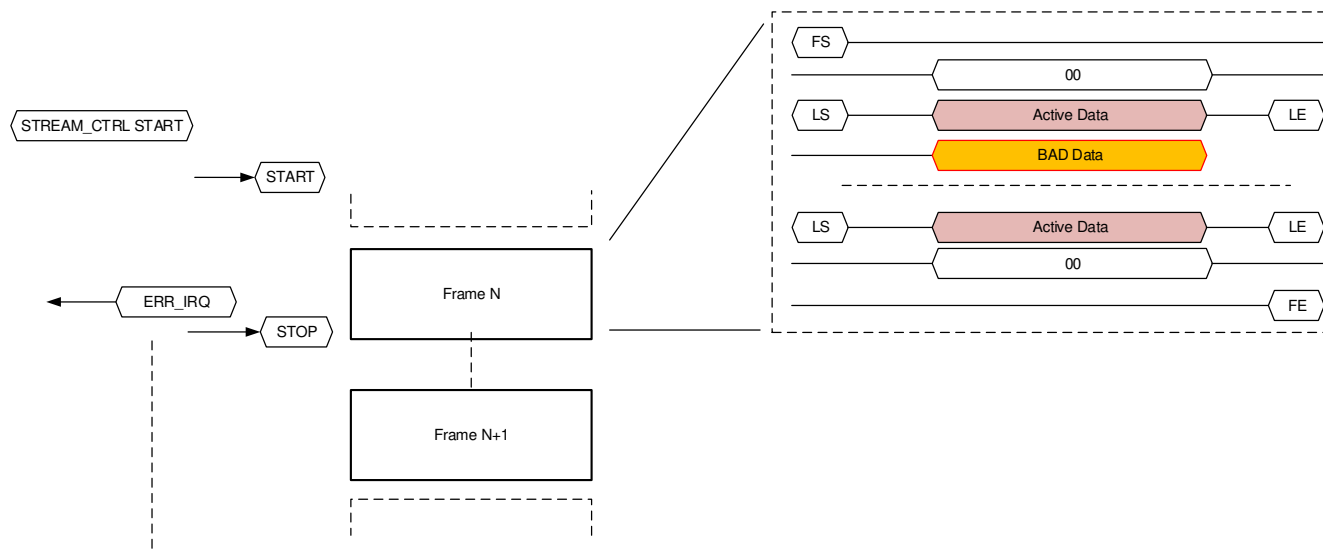 STREAM_CTRL START
START
ERR_IRQ
STOP
Frame N
Frame N+1
FS
00
LS Active Data LE
BAD Data
LS Active Data LE
00
FE